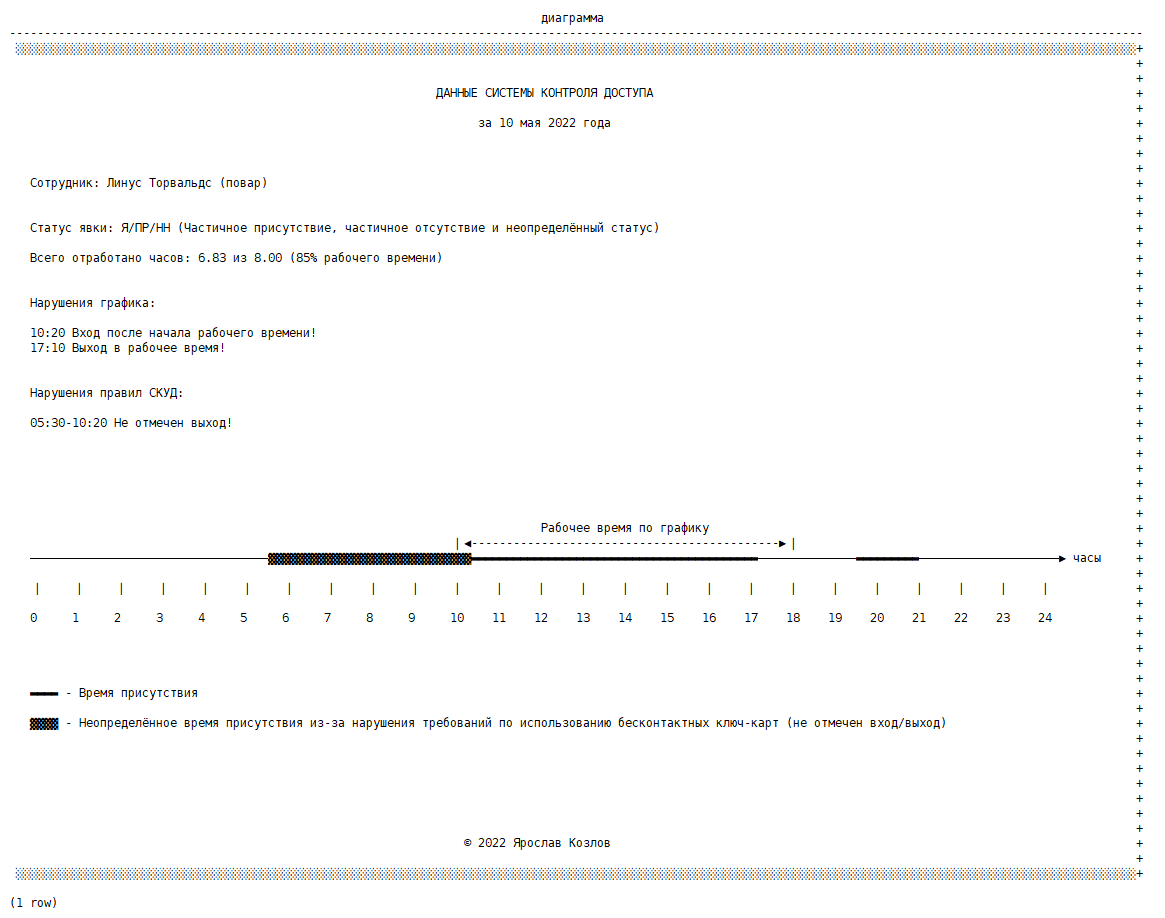 диаграмма
ДАННЫЕ СИСТЕМЫ КОНТРОЛЯ ДОСТУПА
за 10 мая 2022 года
Сотрудник: Линус Торвальдс (повар)
Статус явки: Я/ПР/НН (Частичное присутствие, частичное отсутствие и неопределённый статус)
Всего отработано часов: 6.83 из 8.00 (85% рабочего времени)
Нарушения графика:
10:20 Вход после начала рабочего времени!
17:10 Выход в рабочее время!
Нарушения правил СКУД:
05:30-10:20 Не отмечен выход!
Рабочее время по графику
часы
0 1 2 3 4 5 6 7 8 9 10 11 12 13 14 15 16 17 18 19 20 21 22 23 24
- Время присутствия
- Неопределённое время присутствия из-за нарушения требований по использованию бесконтактных ключ-карт (не отмечен вход/выход)
© 2022 Ярослав Козлов
(1 row)